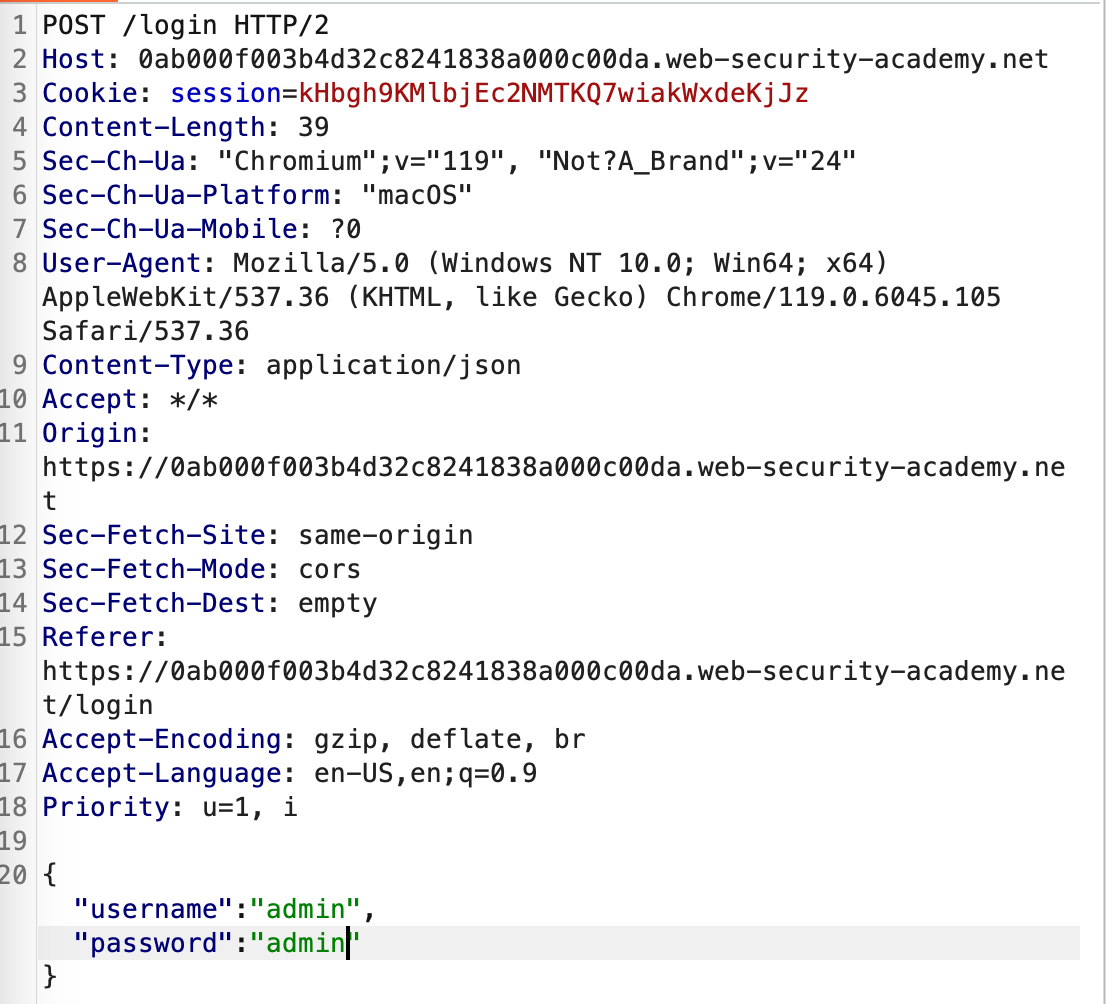 1 POST /login HTTP/2
2 Host: 0ab000f003b4d32c8241838a000c00da.web-security-academy.net
3 Cookie: session=kHbgh9KMlbjEc2NMTKQ7wiakWxdeKjJz
4 Content-Length: 39
5 Sec-Ch-Ua: "Chromium";v="119", "Not?A_Brand";v="24"
6 Sec-Ch-Ua-Platform: "macOS"
7 Sec-Ch-Ua-Mobile: ?0
8 User-Agent: Mozilla/5.0 (Windows NT 10.0; Win64; x64)
AppleWebKit/537.36 (KHTML, like Gecko) Chrome/119.0.6045.105
Safari/537.36
9 Content-Type: application/json
10 Accept: */*
11 Origin:
https://0ab000f003b4d32c8241838a000c00da.web-security-academy.ne
t
12 Sec-Fetch-Site: same-origin
13 Sec-Fetch-Mode: cors
14 Sec-Fetch-Dest: empty
15 Referer:
https://0ab000f003b4d32c8241838a000c00da.web-security-academy.ne
t/login
16 Accept-Encoding: gzip, deflate, br
17 Accept-Language: en-US,en;q=0.9
18 Priority: u=1, i
19
20 {
"username":"admin",
"password":"admin"
}